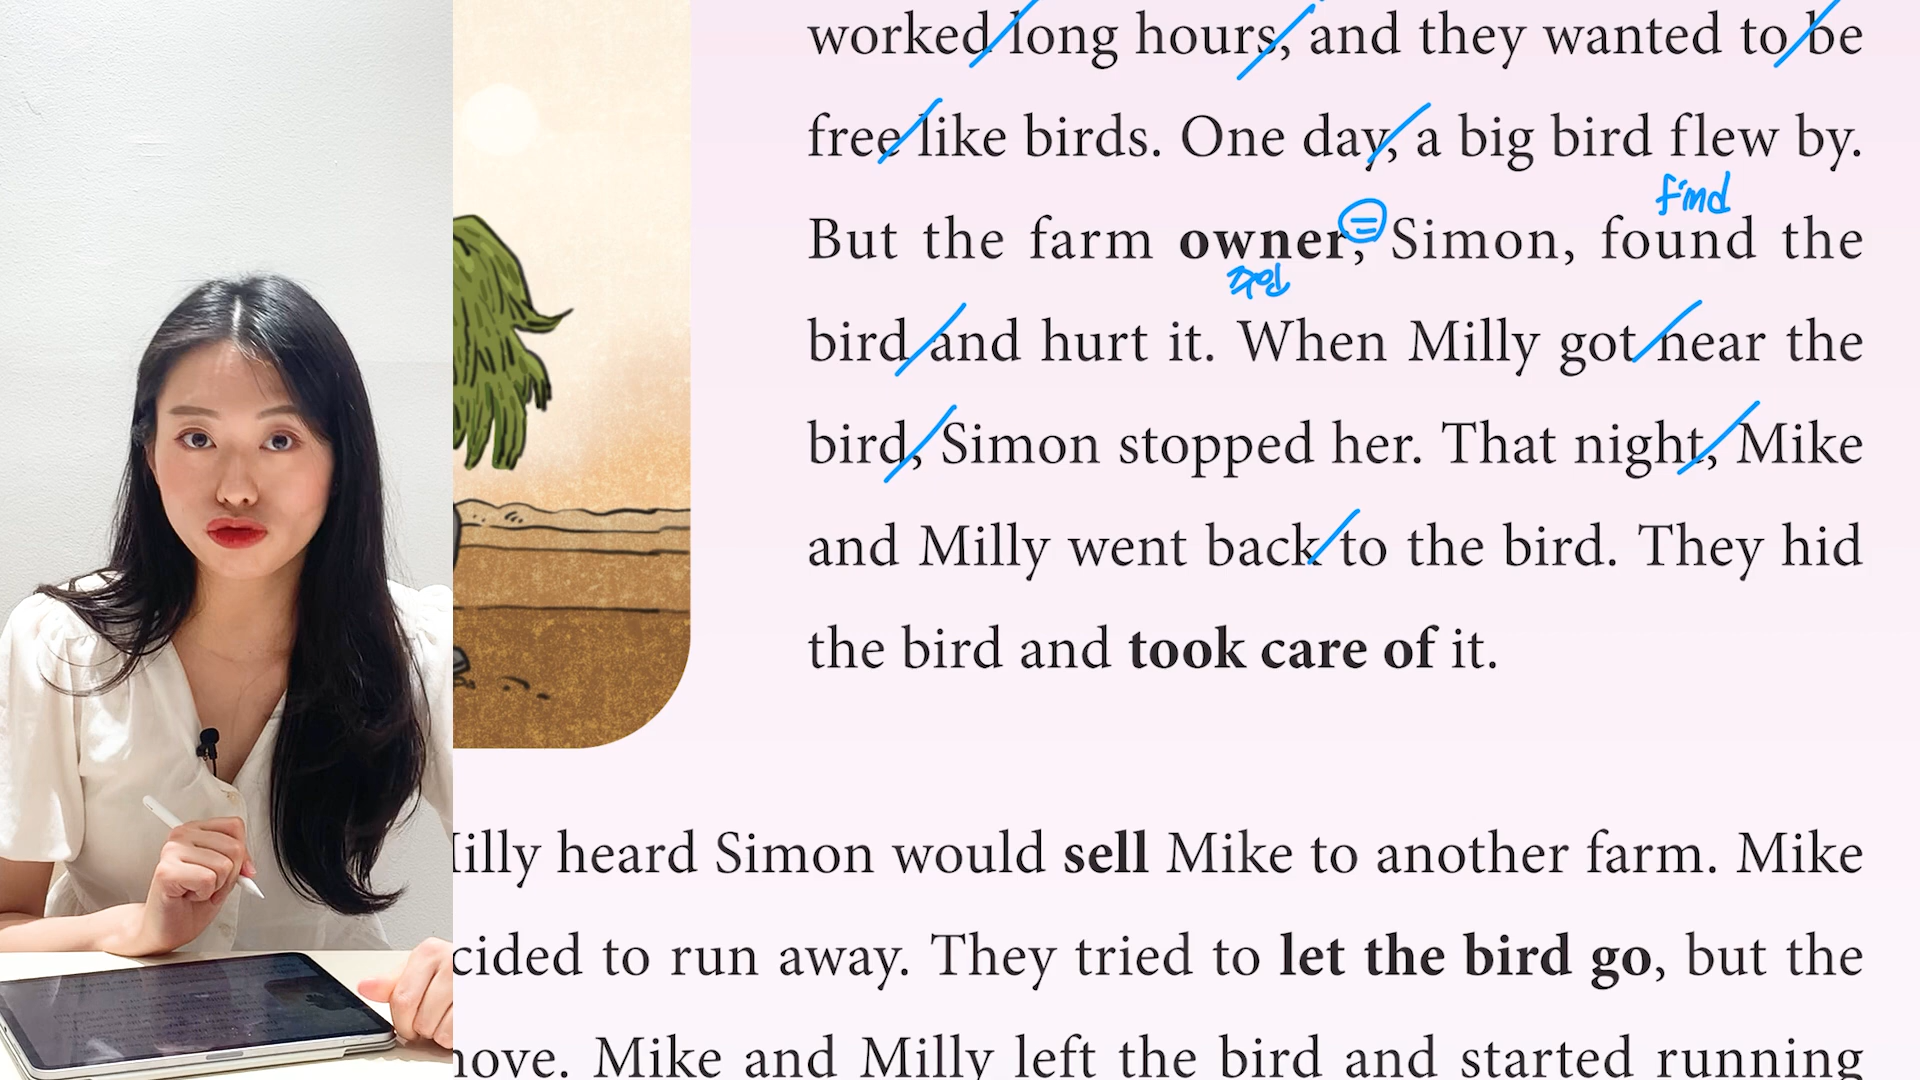 worked long hours, and they wanted to be
free like birds. One day, a big bird flew by.
find
But the farm owner, = Simon, found the
주인
bird and hurt it. When Milly got near the
bird, Simon stopped her. That night, Mike
and Milly went back to the bird. They hid
the bird and took care of it.
illy heard Simon would sell Mike to another farm. Mike
cided to run away. They tried to let the bird go, but the
ove. Mike and Milly left the bird and started running